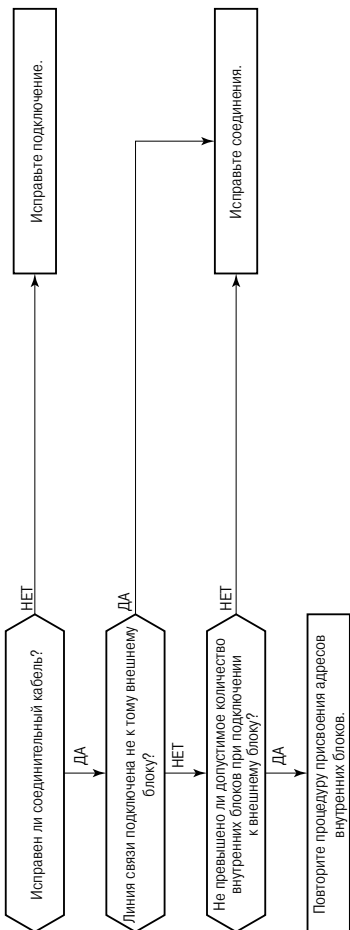 Исправен ли соединительный кабель?
НЕТ
Исправьте подключение.
ДА
Линия связи подключена не к тому внешнему
блоку?
ДА
НЕТ
Не превышено ли допустимое количество
внутренних блоков при подключении
к внешнему блоку?
НЕТ
Исправьте соединения.
ДА
Повторите процедуру присвоения адресов
внутренних блоков.